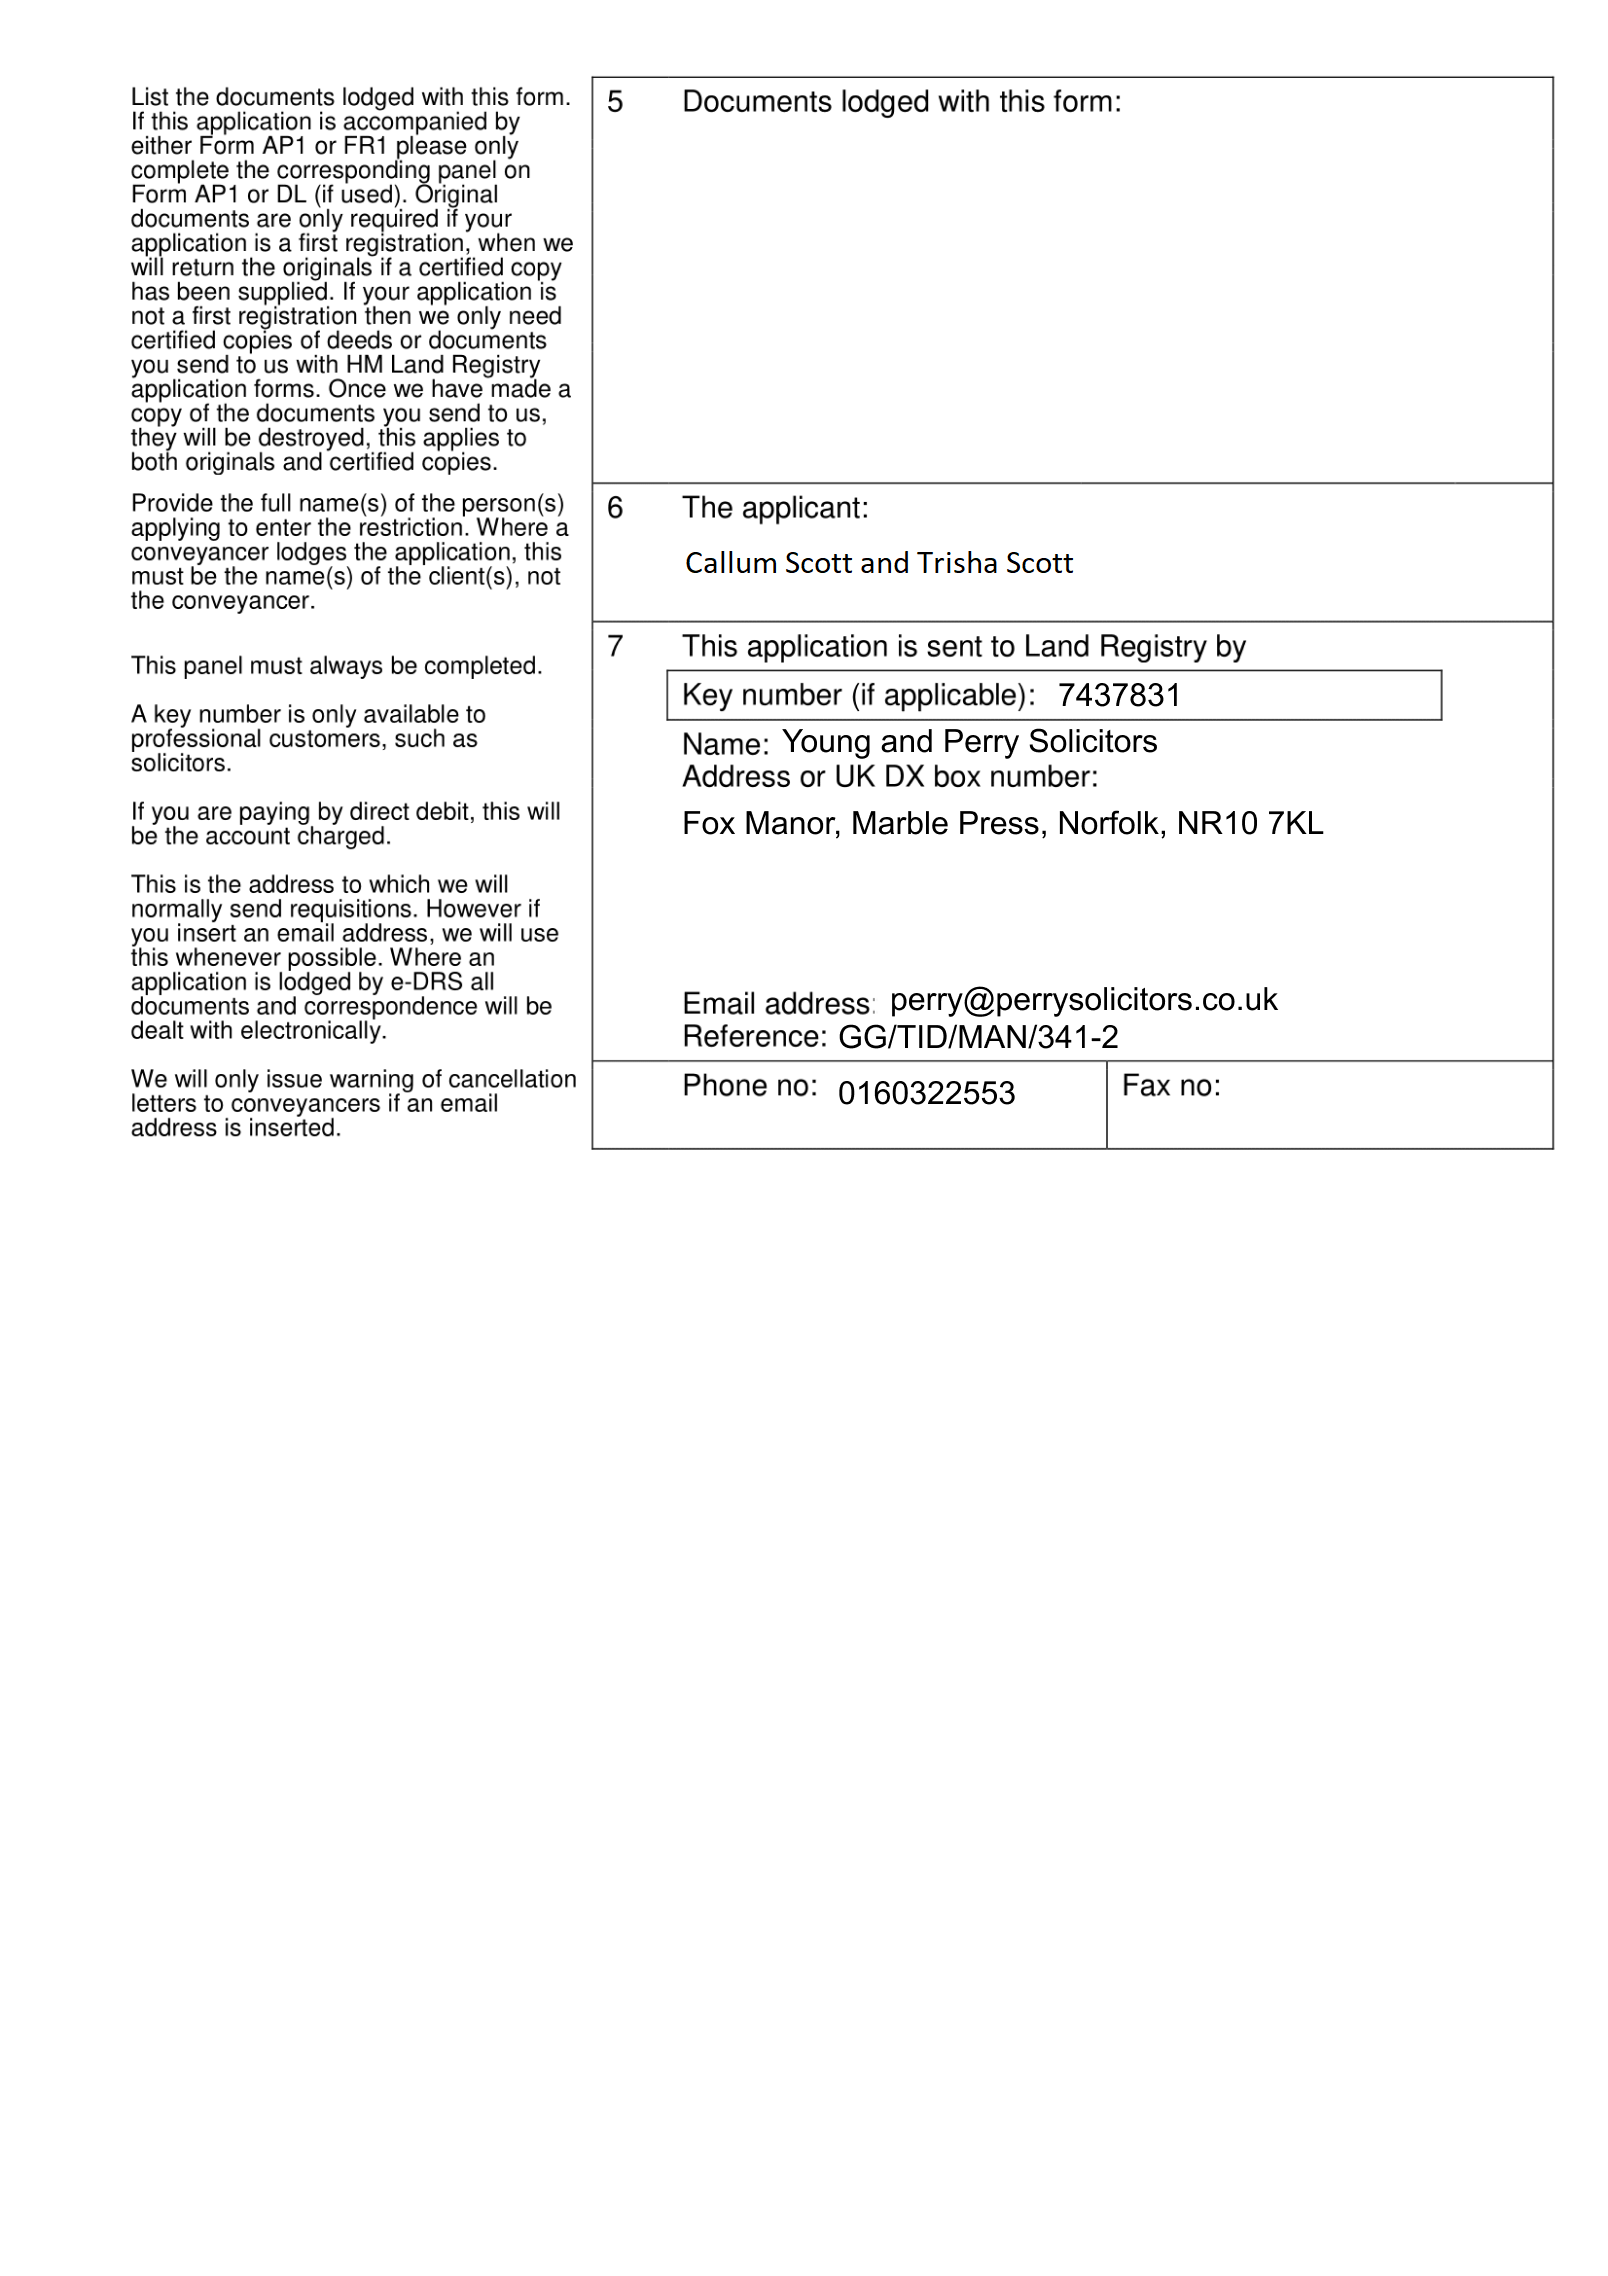 List the documents lodged with this form.
If this application is accompanied by
either Form AP1 or FR1 please only
complete the corresponding panel on
Form AP1 or DL (if used). Original
documents are only required if your
application is a first registration, when we
will return the originals if a certified copy
has been supplied. If your application is
not a first registration then we only need
certified copies of deeds or documents
you send to us with HM Land Registry
application forms. Once we have made a
copy of the documents you send to us,
they will be destroyed, this applies to
both originals and certified copies.
5 Documents lodged with this form:
Provide the full name(s) of the person(s)
applying to enter the restriction. Where a
conveyancer lodges the application, this
must be the name(s) of the client(s), not
the conveyancer.
6 The applicant:
Callum Scott and Trisha Scott
This panel must always be completed.
A key number is only available to
professional customers, such as
solicitors.
If you are paying by direct debit, this will
be the account charged.
This is the address to which we will
normally send requisitions. However if
you insert an email address, we will use
this whenever possible. Where an
application is lodged by e-DRS all
documents and correspondence will be
dealt with electronically.
We will only issue warning of cancellation
letters to conveyancers if an email
address is inserted.
7 This application is sent to Land Registry by
Key number (if applicable): 7437831
Name: Young and Perry Solicitors
Address or UK DX box number:
Fox Manor, Marble Press, Norfolk, NR10 7KL
Email address: perry@perrysolicitors.co.uk
Reference: GG/TID/MAN/341-2
Phone no: 0160322553
Fax no: